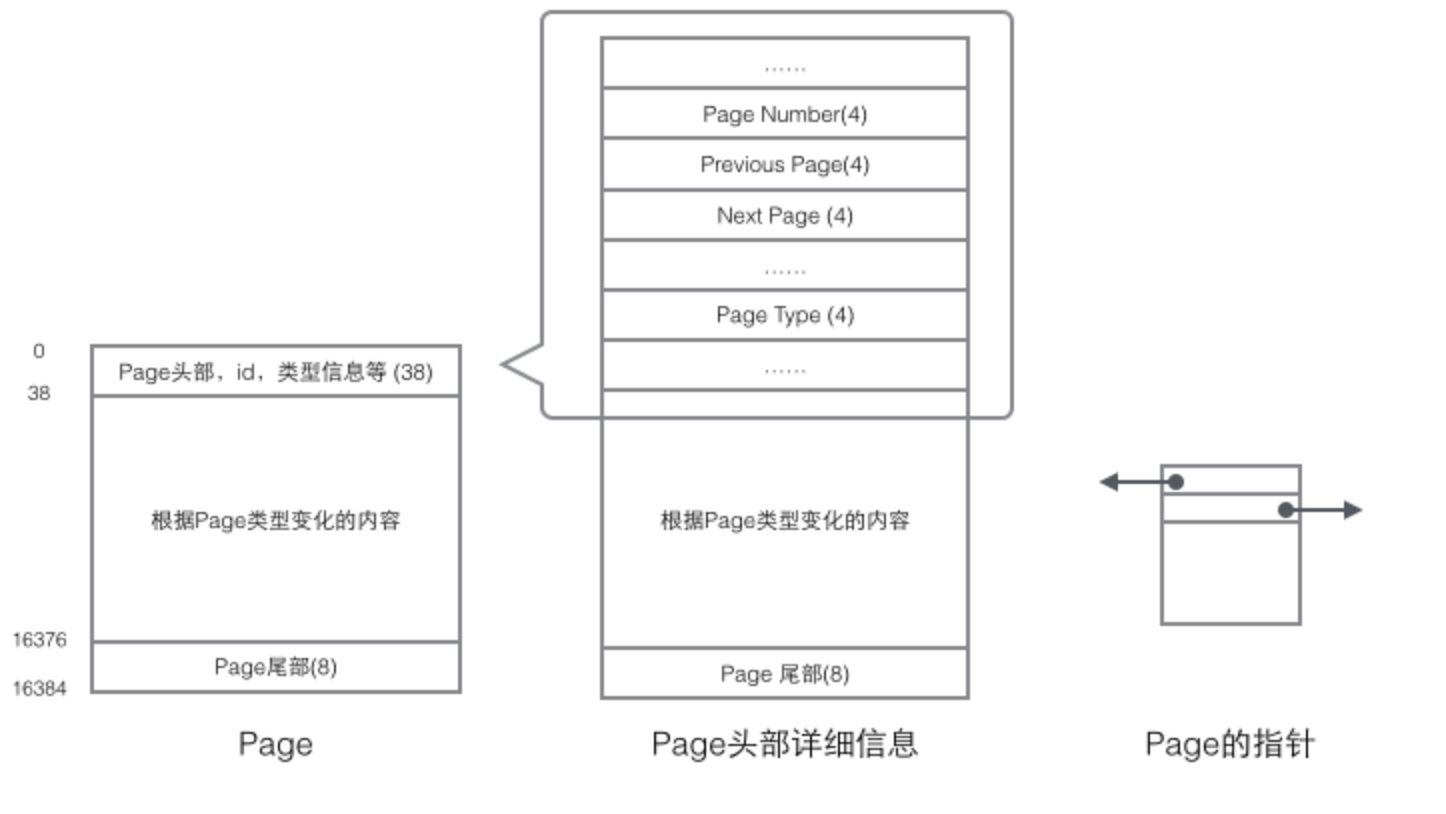 0
38
16376
16384
Page头部，id，类型信息等 (38)
根据Page类型变化的内容
Page尾部(8)
Page
......
Page Number(4)
Previous Page(4)
Next Page (4)
......
Page Type (4)
......
根据Page类型变化的内容
Page 尾部(8)
Page头部详细信息
Page的指针